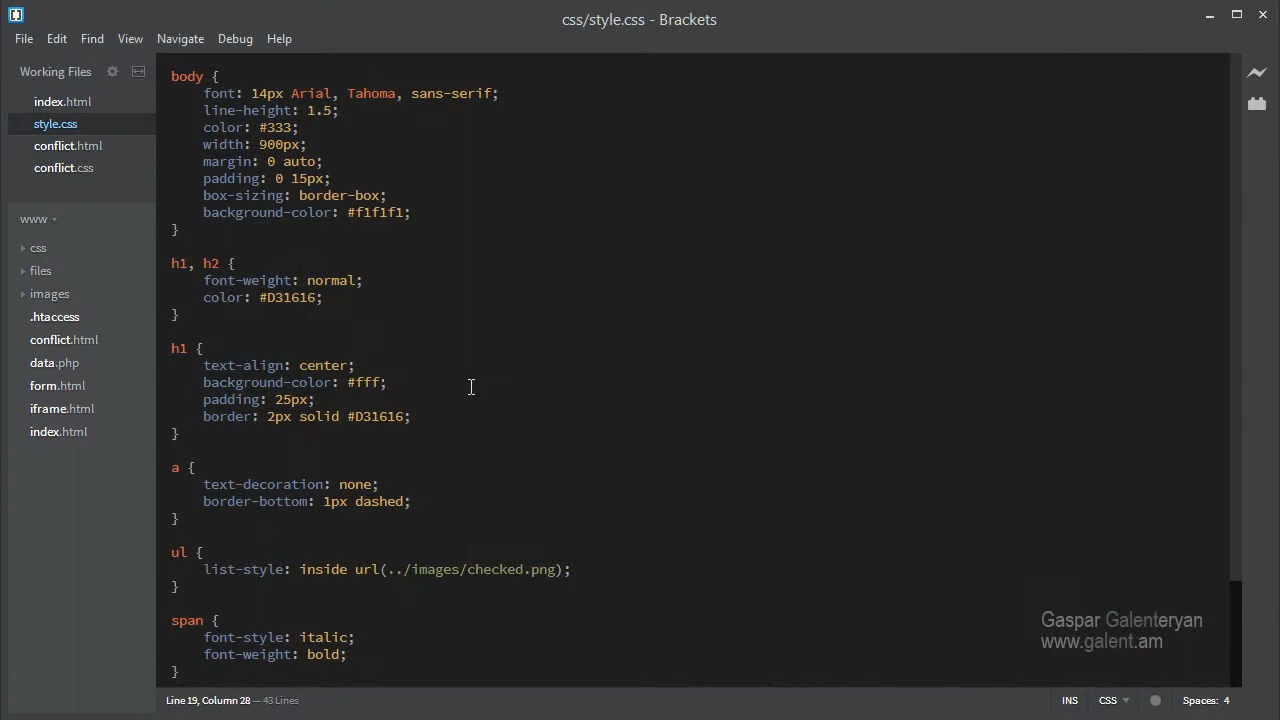 css/style.css - Brackets
File Edit Find View Navigate Debug Help
Working Files
index.html
style.css
conflict.html
conflict.css
www
css
files
images
.htaccess
conflict.html
data.php
form.html
iframe.html
index.html
body {
    font: 14px Arial, Tahoma, sans-serif;
    line-height: 1.5;
    color: #333;
    width: 900px;
    margin: 0 auto;
    padding: 0 15px;
    box-sizing: border-box;
    background-color: #f1f1f1;
}
h1, h2 {
    font-weight: normal;
    color: #D31616;
}
h1 {
    text-align: center;
    background-color: #fff;
    padding: 25px;
    border: 2px solid #D31616;
}
a {
    text-decoration: none;
    border-bottom: 1px dashed;
}
ul {
    list-style: inside url(../images/checked.png);
}
span {
    font-style: italic;
    font-weight: bold;
}
Gaspar Galenteryan
www.galent.am
Line 19, Column 28 — 43 Lines
INS CSS Spaces: 4